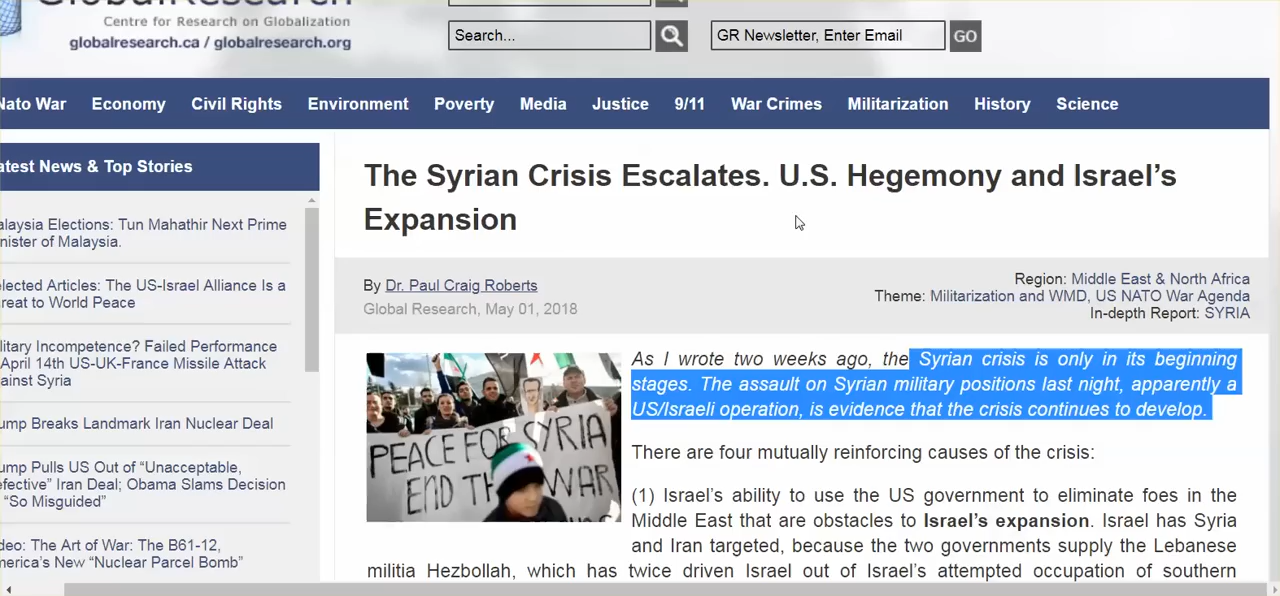 GlobalResearch
Centre for Research on Globalization
globalresearch.ca / globalresearch.org
Search...
GR Newsletter, Enter Email
GO
Nato War Economy Civil Rights Environment Poverty Media Justice 9/11 War Crimes Militarization History Science
atest News & Top Stories
alaysia Elections: Tun Mahathir Next Prime
nister of Malaysia.
elected Articles: The US-Israel Alliance Is a
reat to World Peace
litary Incompetence? Failed Performance
April 14th US-UK-France Missile Attack
ainst Syria
ump Breaks Landmark Iran Nuclear Deal
ump Pulls US Out of “Unacceptable,
efective” Iran Deal; Obama Slams Decision
“So Misguided”
deo: The Art of War: The B61-12,
merica’s New “Nuclear Parcel Bomb”
The Syrian Crisis Escalates. U.S. Hegemony and Israel’s
Expansion
By Dr. Paul Craig Roberts
Global Research, May 01, 2018
Region: Middle East & North Africa
Theme: Militarization and WMD, US NATO War Agenda
In-depth Report: SYRIA
PEACE FOR SYRIA
END TH WAR
As I wrote two weeks ago, the Syrian crisis is only in its beginning
stages. The assault on Syrian military positions last night, apparently a
US/Israeli operation, is evidence that the crisis continues to develop.
There are four mutually reinforcing causes of the crisis:
(1) Israel’s ability to use the US government to eliminate foes in the
Middle East that are obstacles to Israel’s expansion. Israel has Syria
and Iran targeted, because the two governments supply the Lebanese
militia Hezbollah, which has twice driven Israel out of Israel’s attempted occupation of southern